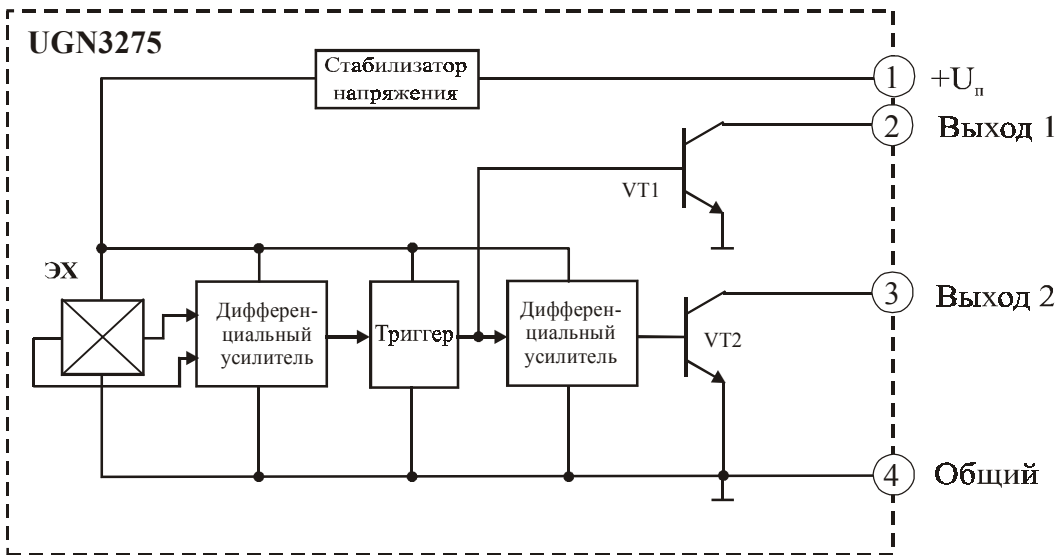 UGN3275
Стабилизатор
напряжения
1
+Uп
2
Выход 1
VT1
ЭХ
Дифферен-
циальный
усилитель
Триггер
Дифферен-
циальный
усилитель
VT2
3
Выход 2
4
Общий